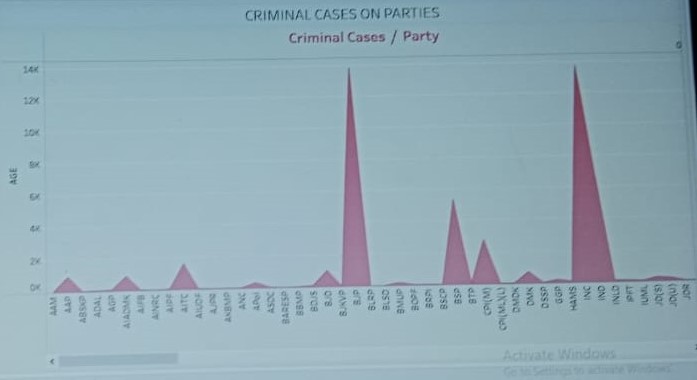 CRIMINAL CASES ON PARTIES
Criminal Cases / Party
14K
12K
10K
8K
6K
4K
2K
0K
AGE
AAM
AAP
ABSKP
ADAL
AGP
AIADMK
AIFB
AINRC
AIPF
AITC
AIUDF
AJPR
AKBMP
ANC
APoI
ASDC
BARESP
BBMP
BDJS
BJD
BJKVP
BJP
BLRP
BLSD
BMUP
BOPF
BRPI
BSCP
BSP
BTP
CPI(M)
CPI(ML)(L)
DMDK
DMK
DSSP
GGP
HAMS
INC
IND
INLD
IPFT
IUML
JD(S)
JD(U)
JDR
Activate Windows
Go to Settings to activate Windows.